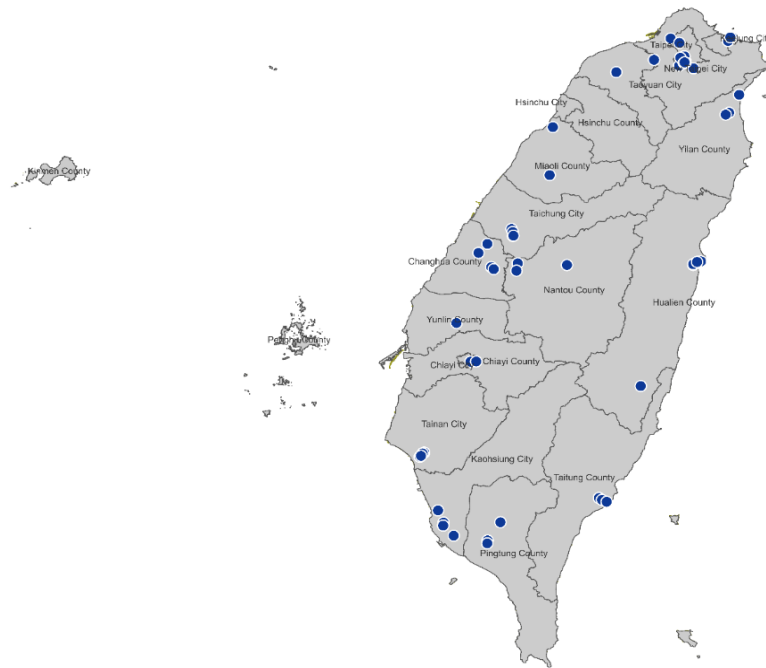 Keelung City
Taipei City
New Taipei City
Taoyuan City
Hsinchu City
Hsinchu County
Yilan County
Miaoli County
Kinmen County
Taichung City
Changhua County
Nantou County
Hualien County
Yunlin County
Penghu County
Chiayi City
Chiayi County
Tainan City
Kaohsiung City
Taitung County
Pingtung County